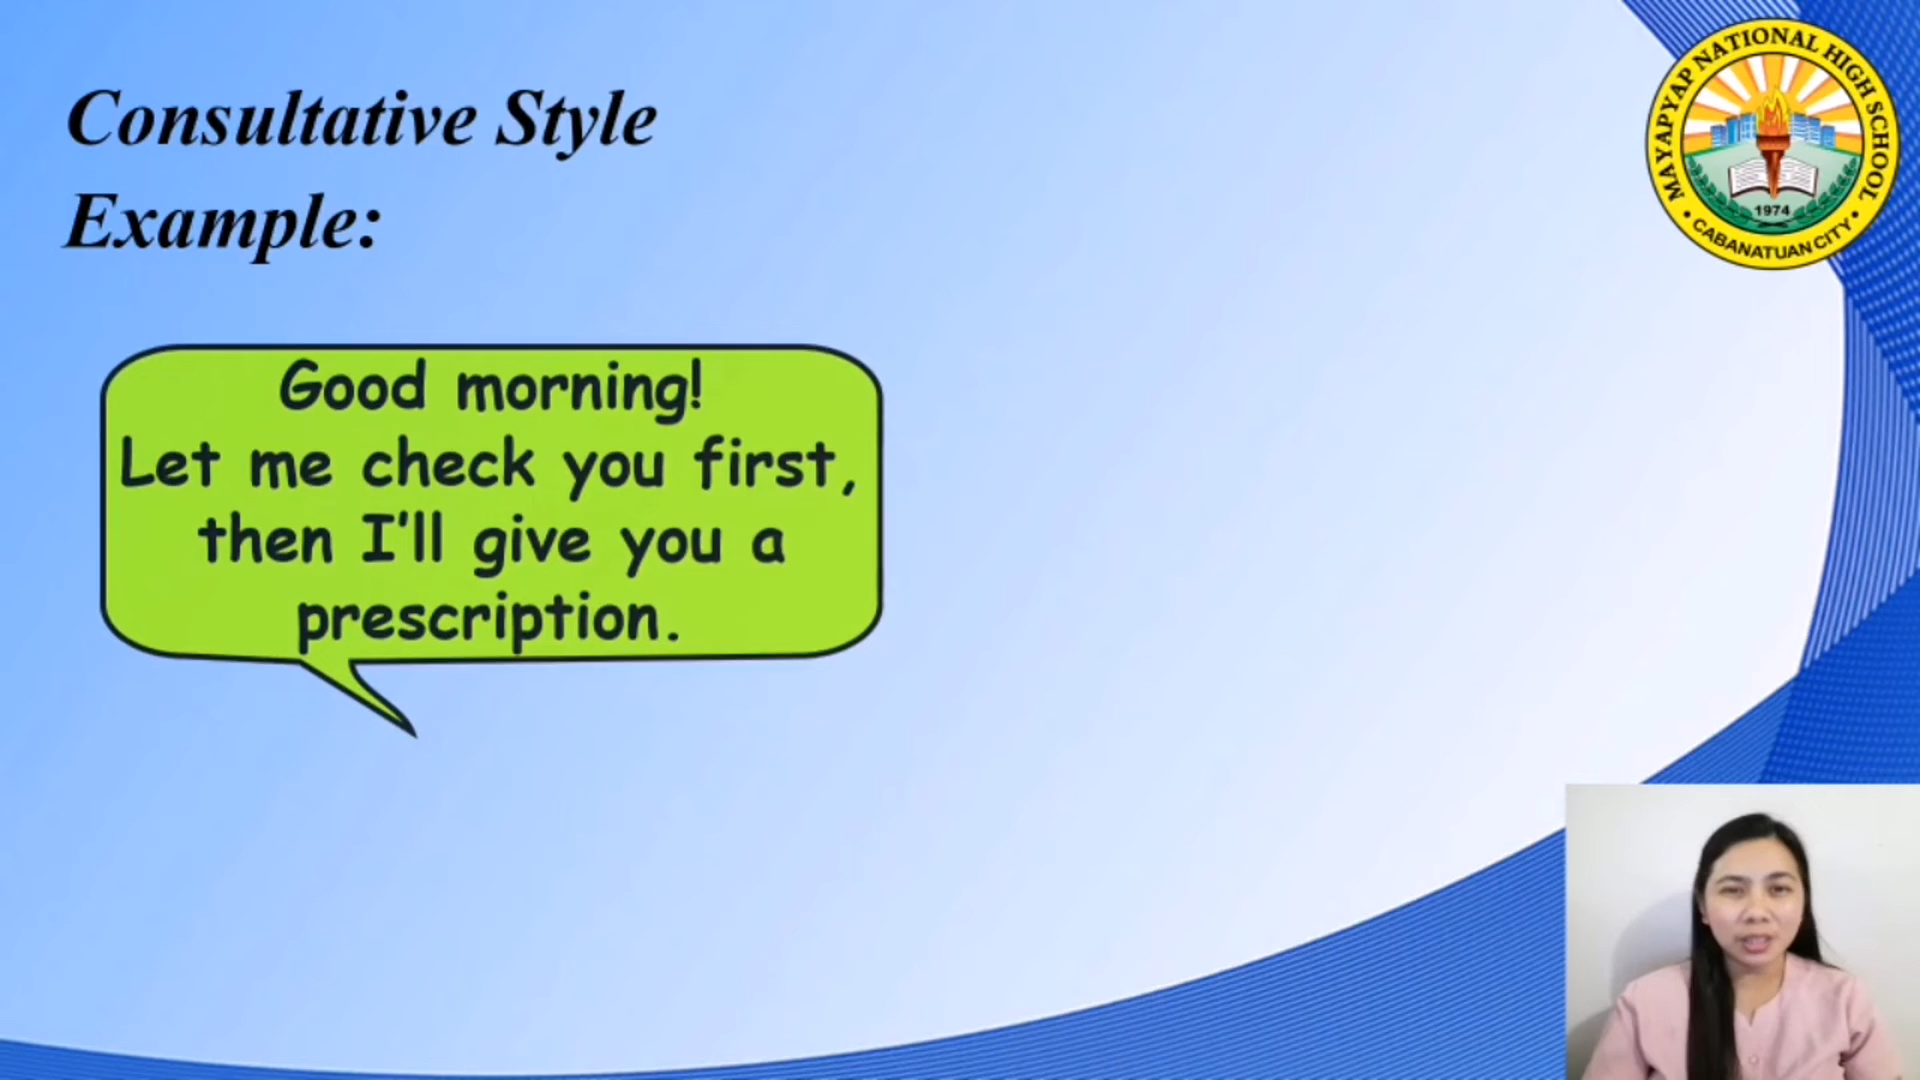 Consultative Style
Example:
Good morning!
Let me check you first,
then I'll give you a
prescription.
MAYAPYAP NATIONAL HIGH SCHOOL
1974
• CABANATUAN CITY •